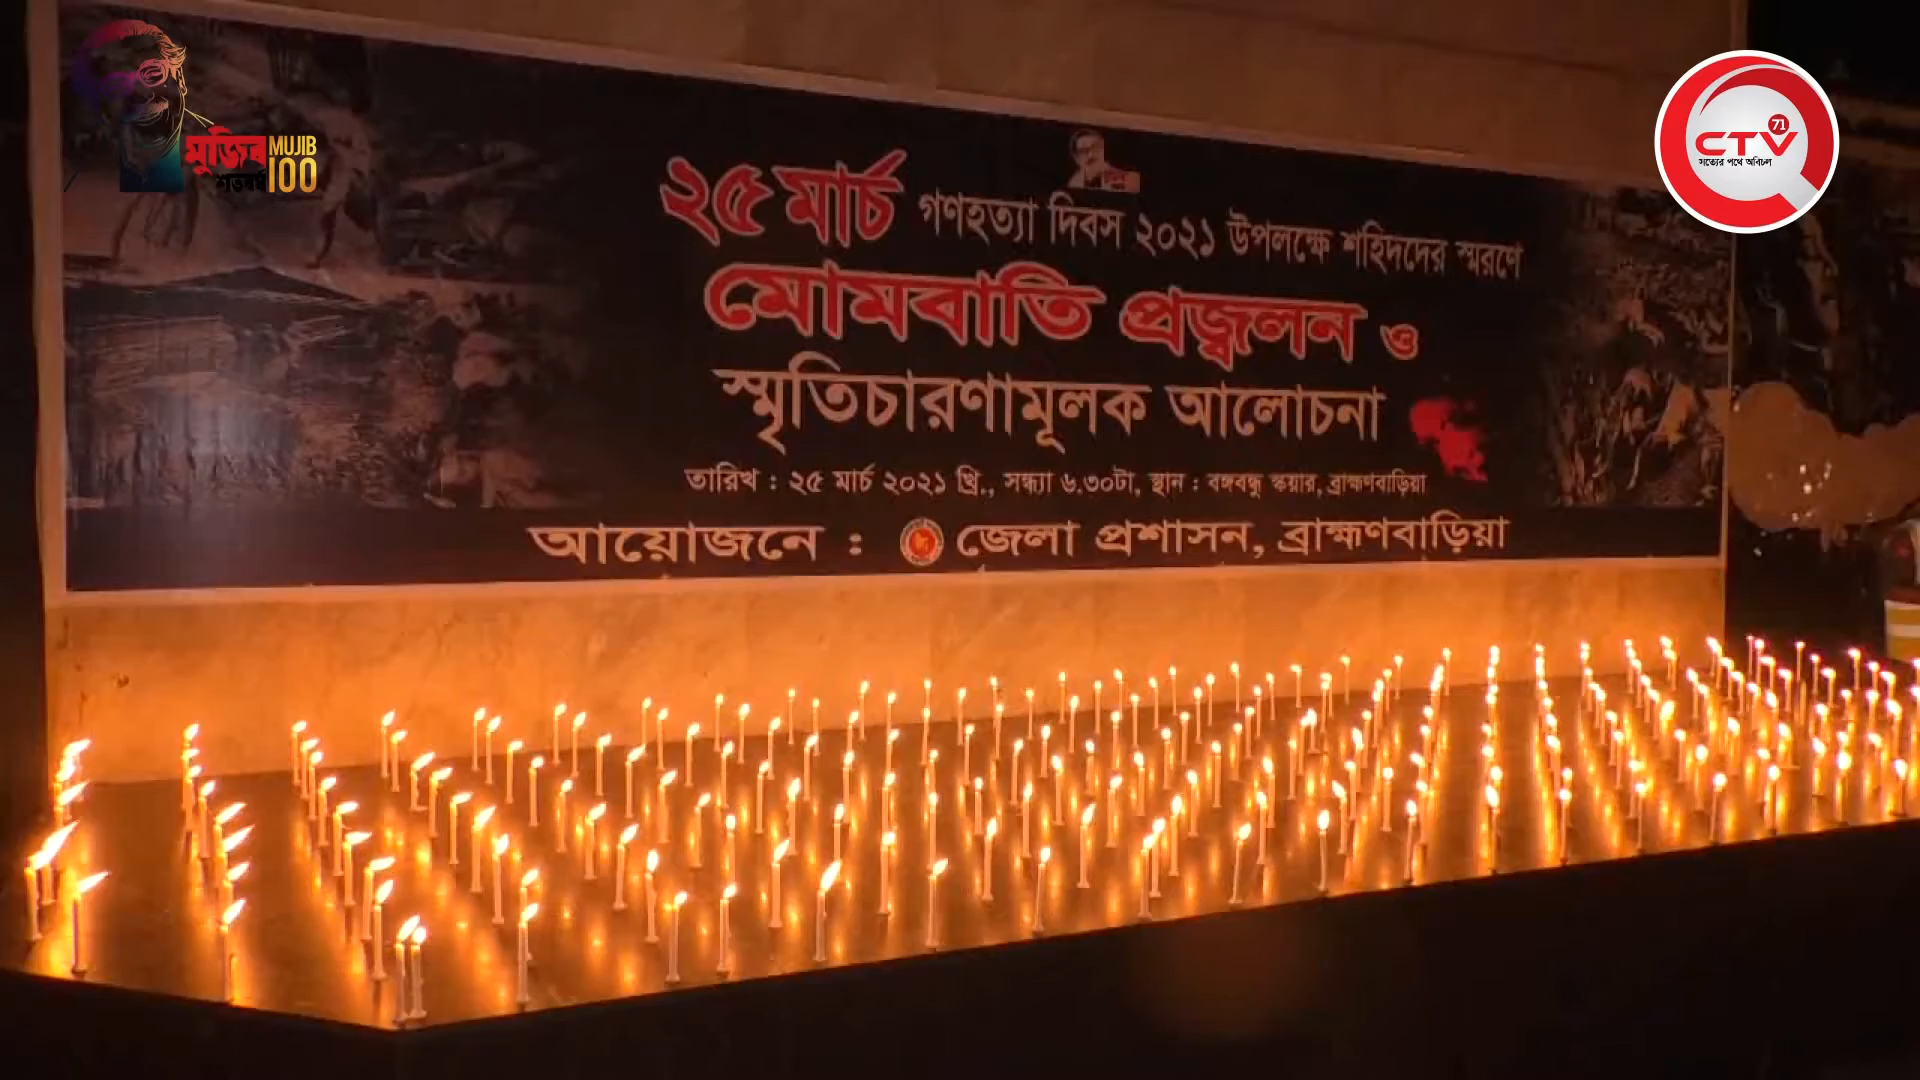 মুজিব
শতবর্ষ
MUJIB
100
CTV
71
সত্যের পথে অবিচল
২৫ মার্চ গণহত্যা দিবস ২০২১ উপলক্ষে শহিদদের স্মরণে
মোমবাতি প্রজ্বলন ও
স্মৃতিচারণামূলক আলোচনা
তারিখ : ২৫ মার্চ ২০২১ খ্রি., সন্ধ্যা ৬.৩০টা, স্থান : বঙ্গবন্ধু স্কয়ার, ব্রাহ্মণবাড়িয়া
আয়োজনে : জেলা প্রশাসন, ব্রাহ্মণবাড়িয়া